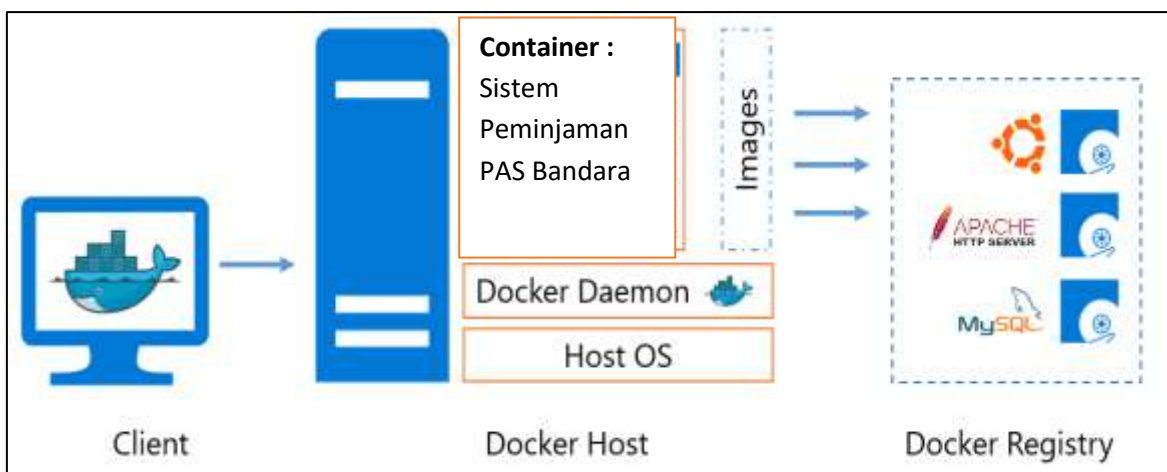 Container :
Sistem
Peminjaman
PAS Bandara
Images
Docker Daemon
Host OS
APACHE
HTTP SERVER
MySQL
Client
Docker Host
Docker Registry